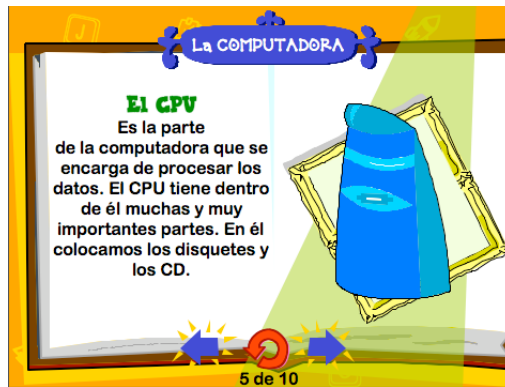 La COMPUTADORA
El CPU
Es la parte
de la computadora que se
encarga de procesar los
datos. El CPU tiene dentro
de él muchas y muy
importantes partes. En él
colocamos los disquetes y
los CD.
5 de 10